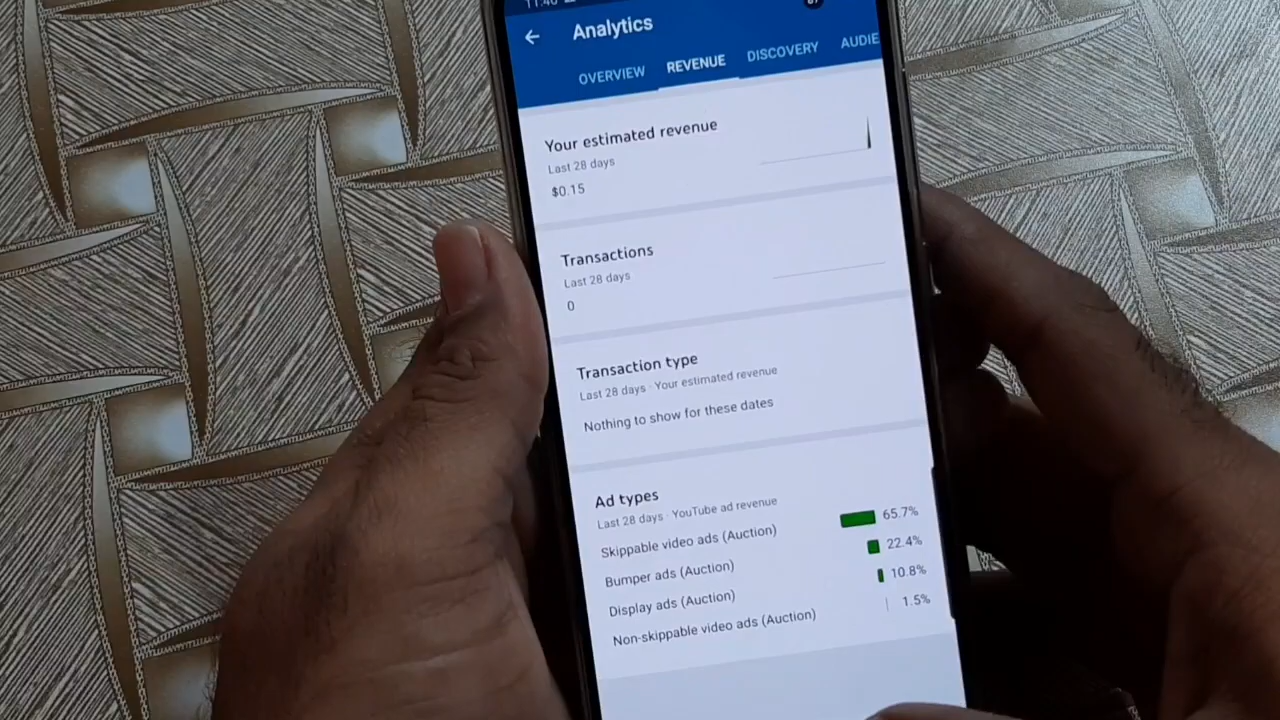 11:40
Analytics
OVERVIEW REVENUE DISCOVERY AUDIE
Your estimated revenue
Last 28 days
$0.15
Transactions
Last 28 days
0
Transaction type
Last 28 days · Your estimated revenue
Nothing to show for these dates
Ad types
Last 28 days · YouTube ad revenue
Skippable video ads (Auction) 65.7%
Bumper ads (Auction) 22.4%
Display ads (Auction) 10.8%
Non-skippable video ads (Auction) 1.5%